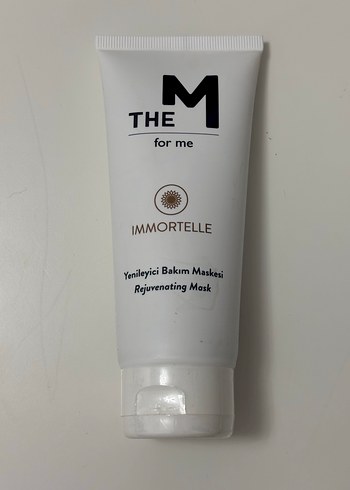 THE M
for me
IMMORTELLE
Yenileyici Bakım Maskesi
Rejuvenating Mask